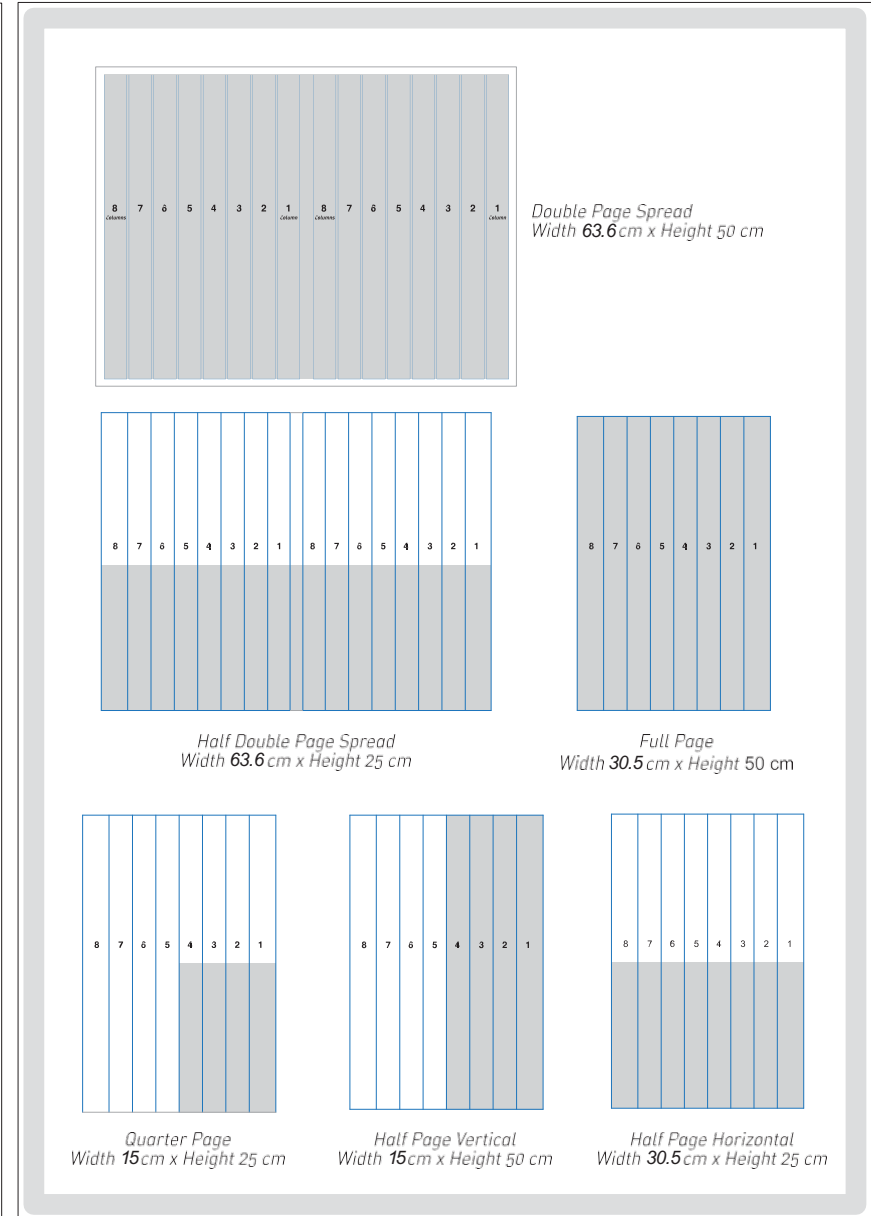 8 7 6 5 4 3 2 1 8 7 6 5 4 3 2 1
Columns Column Columns Column
Double Page Spread
Width 63.6 cm x Height 50 cm
8 7 6 5 4 3 2 1 8 7 6 5 4 3 2 1
Half Double Page Spread
Width 63.6 cm x Height 25 cm
8 7 6 5 4 3 2 1
Full Page
Width 30.5 cm x Height 50 cm
8 7 6 5 4 3 2 1
Quarter Page
Width 15 cm x Height 25 cm
8 7 6 5 4 3 2 1
Half Page Vertical
Width 15 cm x Height 50 cm
8 7 6 5 4 3 2 1
Half Page Horizontal
Width 30.5 cm x Height 25 cm